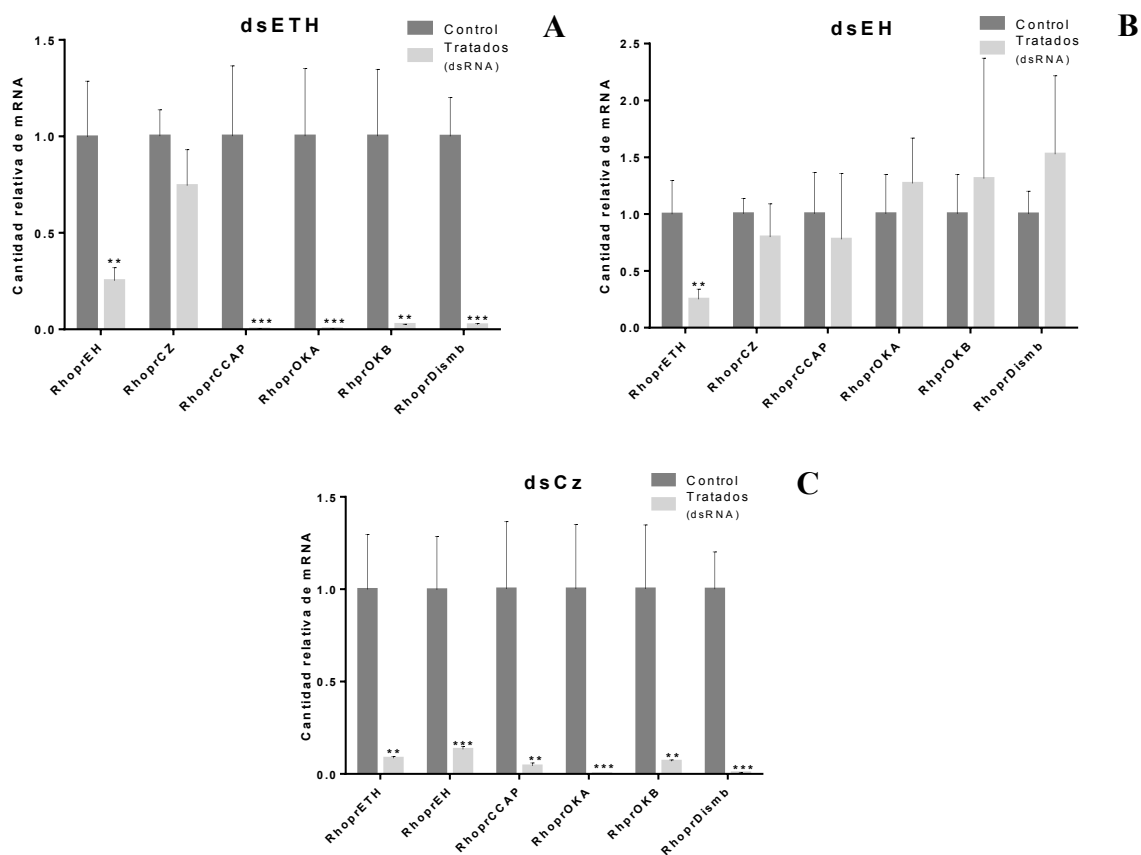 dsETH
Control
Tratados
(dsRNA)
A
Cantidad relativa de mRNA
1.5
1.0
0.5
0.0
RhoprEH
RhoprCZ
RhoprCCAP
RhoprOKA
RhprOKB
RhoprDismb
**
***
***
**
***
dsEH
Control
Tratados
(dsRNA)
B
Cantidad relativa de mRNA
2.5
2.0
1.5
1.0
0.5
0.0
**
RhoprETH
RhoprCZ
RhoprCCAP
RhoprOKA
RhprOKB
RhoprDismb
dsCz
Control
Tratados
(dsRNA)
C
Cantidad relativa de mRNA
1.5
1.0
0.5
0.0
**
***
**
***
**
***
RhoprETH
RhoprEH
RhoprCCAP
RhoprOKA
RhprOKB
RhoprDismb